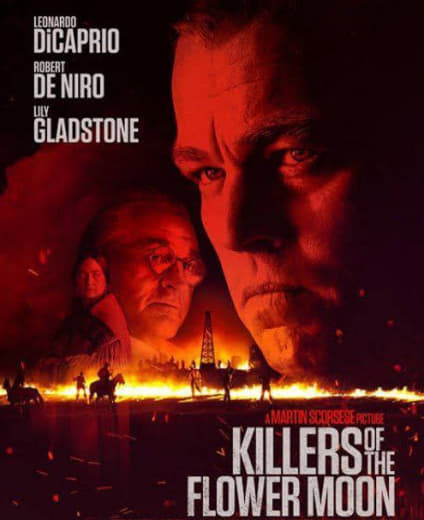 LEONARDO
DiCAPRIO
ROBERT
DE NIRO
LILY
GLADSTONE
A MARTIN SCORSESE PICTURE
KILLERS OF
THE
FLOWER MOON